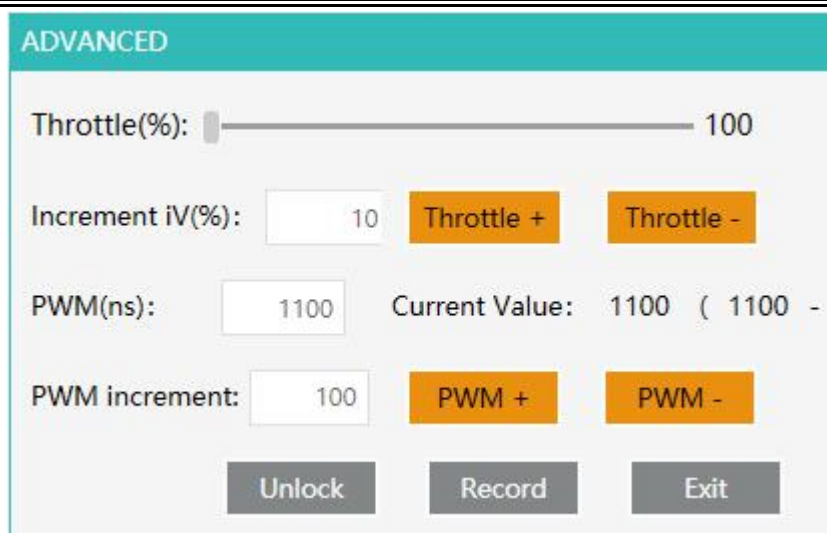 ADVANCED
Throttle(%): 100
Increment iV(%): 10 Throttle + Throttle -
PWM(ns): 1100 Current Value: 1100 ( 1100 -
PWM increment: 100 PWM + PWM -
Unlock Record Exit